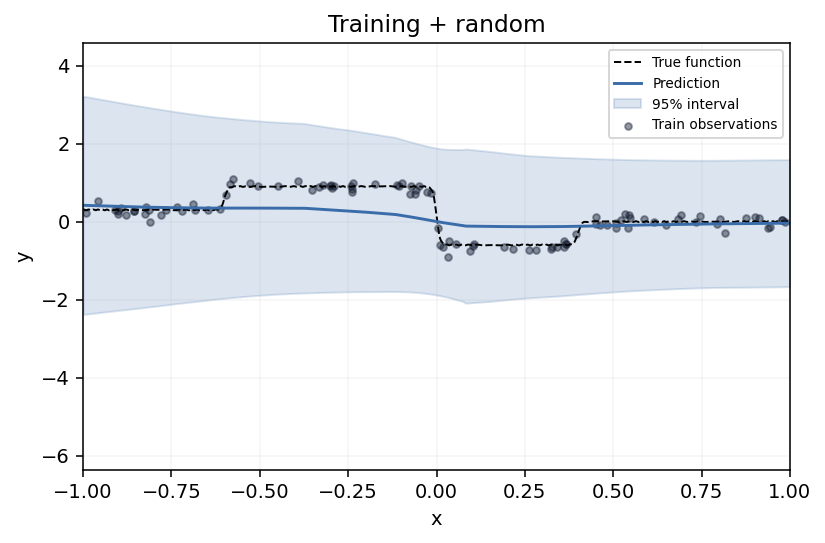 Training + random
4
2
0
−2
−4
−6
y
−1.00 −0.75 −0.50 −0.25 0.00 0.25 0.50 0.75 1.00
x
True function
Prediction
95% interval
Train observations